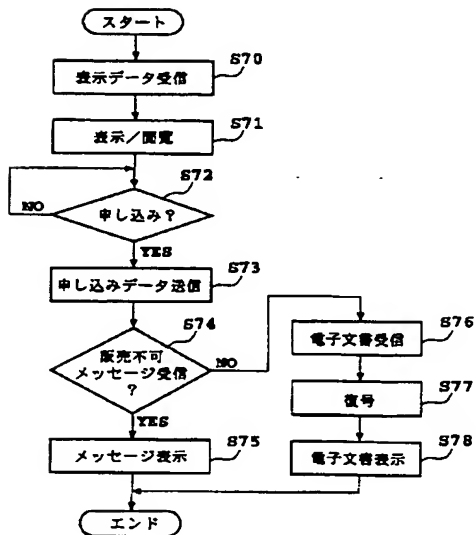 スタート
S70
表示データ受信
S71
表示／閲覧
S72
申し込み？
NO
YES
S73
申し込みデータ送信
S74
販売不可
メッセージ受信
？
NO
YES
S75
メッセージ表示
S76
電子文書受信
S77
復号
S78
電子文書表示
エンド